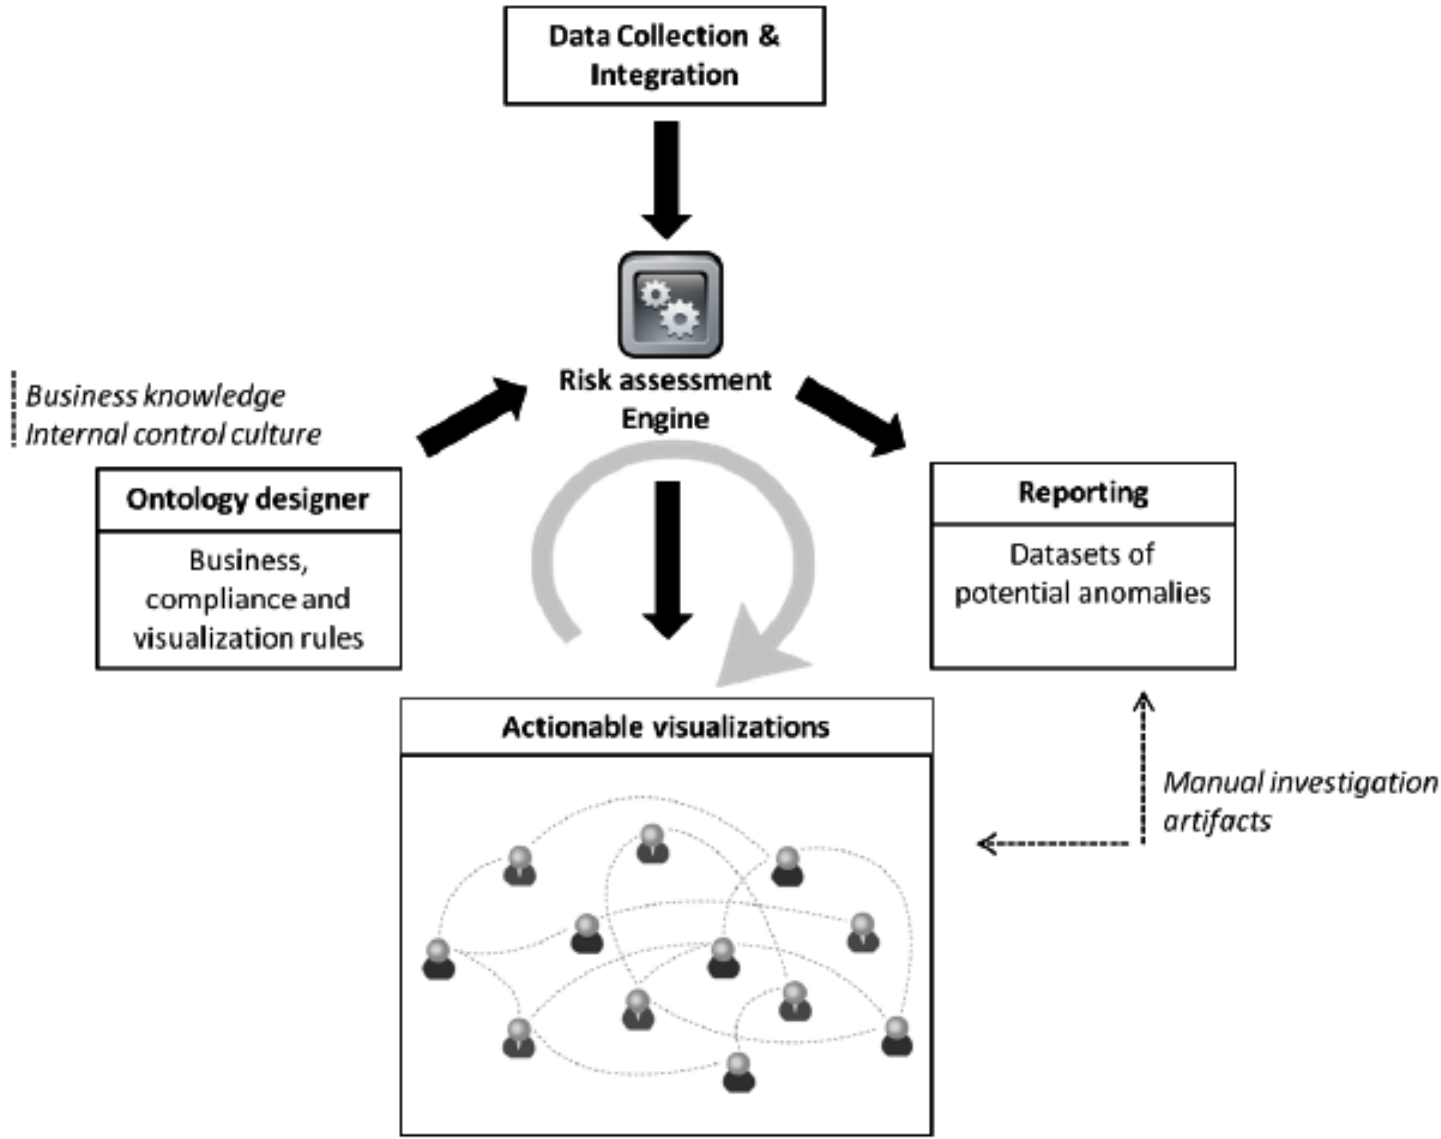 Data Collection &
Integration
Risk assessment
Engine
Business knowledge
Internal control culture
Ontology designer
Business,
compliance and
visualization rules
Reporting
Datasets of
potential anomalies
Actionable visualizations
Manual investigation
artifacts